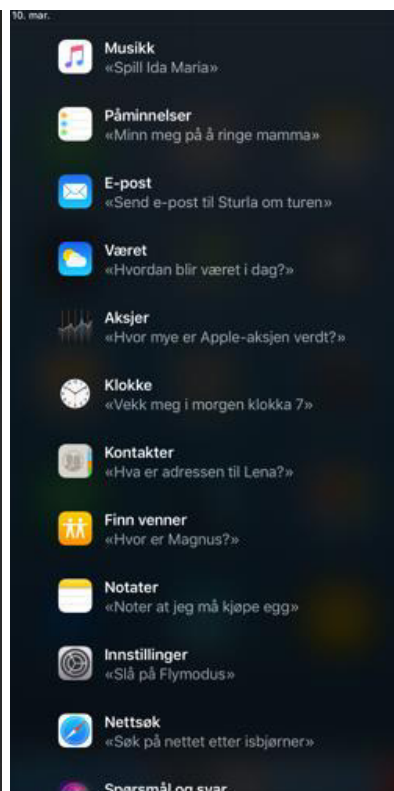 10. mar.
Musikk
«Spill Ida Maria»
Påminnelser
«Minn meg på å ringe mamma»
E-post
«Send e-post til Sturla om turen»
Været
«Hvordan blir været i dag?»
Aksjer
«Hvor mye er Apple-aksjen verdt?»
Klokke
«Vekk meg i morgen klokka 7»
Kontakter
«Hva er adressen til Lena?»
Finn venner
«Hvor er Magnus?»
Notater
«Noter at jeg må kjøpe egg»
Innstillinger
«Slå på Flymodus»
Nettsøk
«Søk på nettet etter isbjørner»
Spørsmål og svar